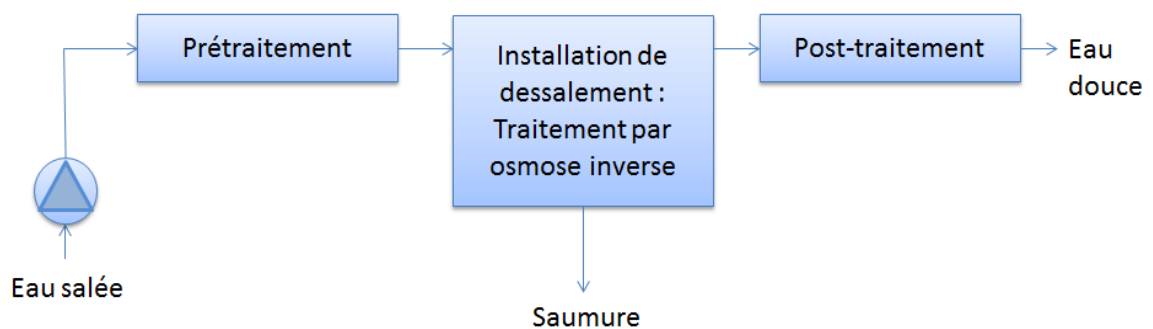 Prétraitement
Installation de
dessalement :
Traitement par
osmose inverse
Post-traitement
Eau
douce
Eau salée
Saumure